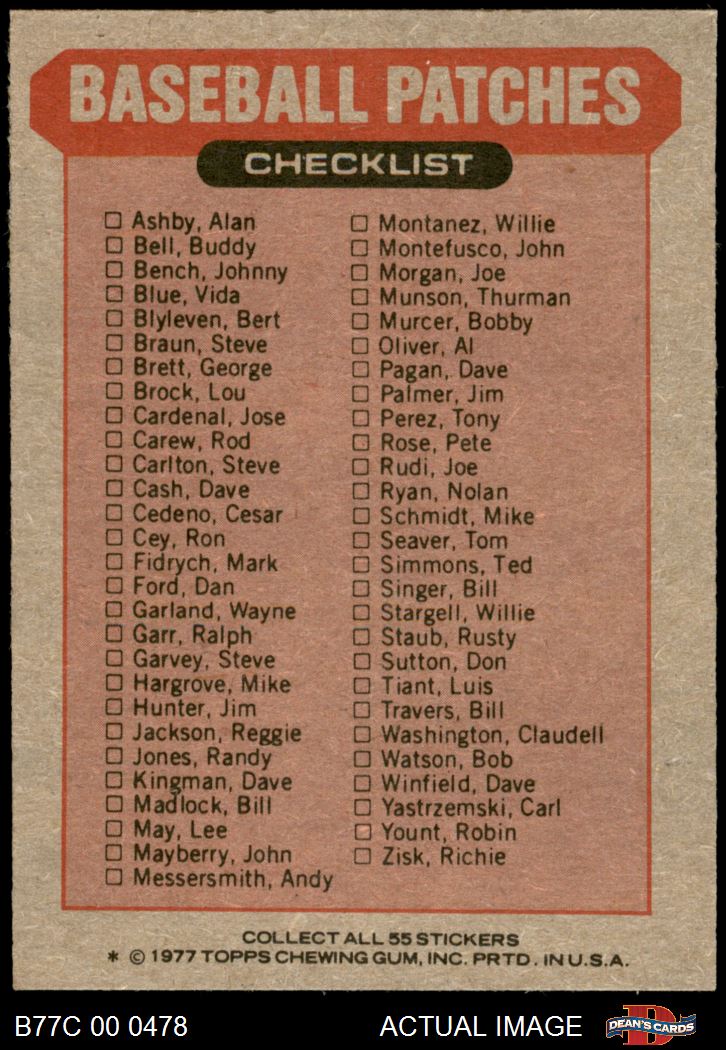 BASEBALL PATCHES
CHECKLIST
Ashby, Alan
Bell, Buddy
Bench, Johnny
Blue, Vida
Blyleven, Bert
Braun, Steve
Brett, George
Brock, Lou
Cardenal, Jose
Carew, Rod
Carlton, Steve
Cash, Dave
Cedeno, Cesar
Cey, Ron
Fidrych, Mark
Ford, Dan
Garland, Wayne
Garr, Ralph
Garvey, Steve
Hargrove, Mike
Hunter, Jim
Jackson, Reggie
Jones, Randy
Kingman, Dave
Madlock, Bill
May, Lee
Mayberry, John
Messersmith, Andy
Montanez, Willie
Montefusco, John
Morgan, Joe
Munson, Thurman
Murcer, Bobby
Oliver, Al
Pagan, Dave
Palmer, Jim
Perez, Tony
Rose, Pete
Rudi, Joe
Ryan, Nolan
Schmidt, Mike
Seaver, Tom
Simmons, Ted
Singer, Bill
Stargell, Willie
Staub, Rusty
Sutton, Don
Tiant, Luis
Travers, Bill
Washington, Claudell
Watson, Bob
Winfield, Dave
Yastrzemski, Carl
Yount, Robin
Zisk, Richie
COLLECT ALL 55 STICKERS
* © 1977 TOPPS CHEWING GUM, INC. PRTD. IN U.S.A.
B77C 00 0478 ACTUAL IMAGE
D
DEAN'S CARDS